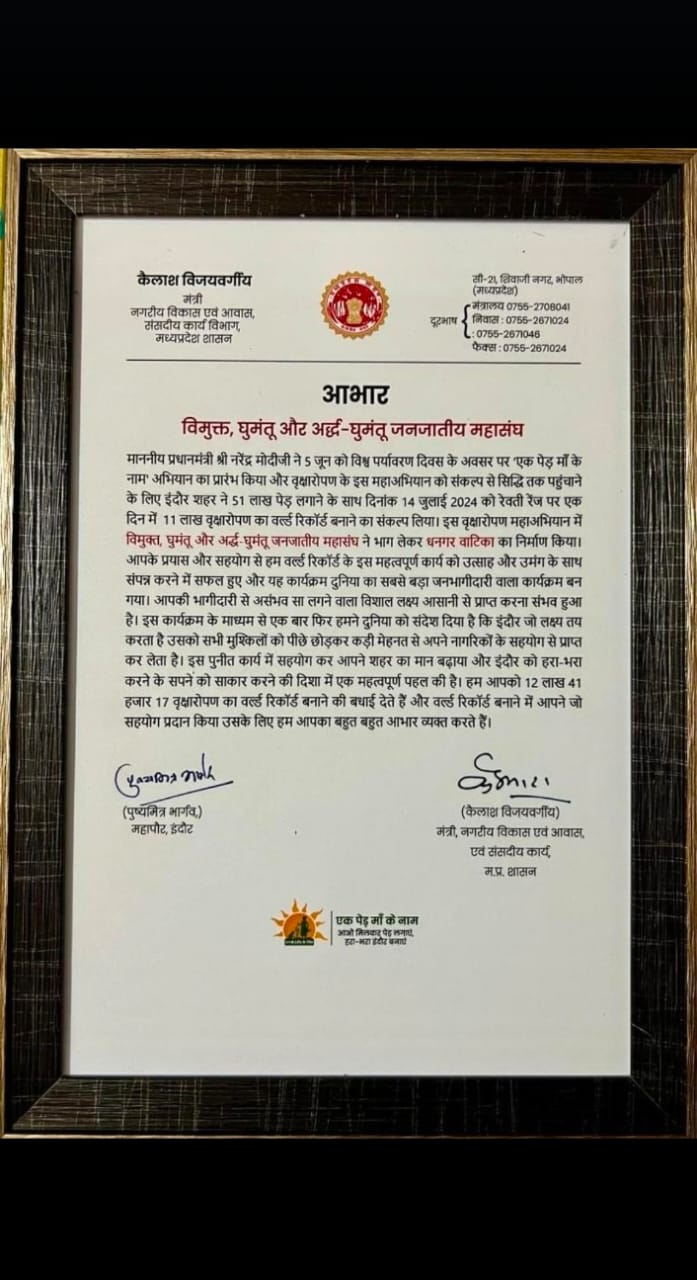 कैलाश विजयवर्गीय
मंत्री
नगरीय विकास एवं आवास,
संसदीय कार्य विभाग,
मध्यप्रदेश शासन
सी-21, शिवाजी नगर, भोपाल
(मध्यप्रदेश)
दूरभाष
मंत्रालय 0755-2708041
निवास : 0755-2671024
: 0755-2671046
फेक्स : 0755-2671024
आभार
विमुक्त, घुमंतू और अर्द्ध-घुमंतू जनजातीय महासंघ
माननीय प्रधानमंत्री श्री नरेंद्र मोदीजी ने 5 जून को विश्व पर्यावरण दिवस के अवसर पर 'एक पेड़ माँ के
नाम' अभियान का प्रारंभ किया और वृक्षारोपण के इस महाअभियान को संकल्प से सिद्धि तक पहुंचाने
के लिए इंदौर शहर ने 51 लाख पेड़ लगाने के साथ दिनांक 14 जुलाई 2024 को रेवती रेंज पर एक
दिन में 11 लाख वृक्षारोपण का वर्ल्ड रिकॉर्ड बनाने का संकल्प लिया। इस वृक्षारोपण महाअभियान में
विमुक्त, घुमंतू और अर्द्ध-घुमंतू जनजातीय महासंघ ने भाग लेकर धनगर वाटिका का निर्माण किया।
आपके प्रयास और सहयोग से हम वर्ल्ड रिकॉर्ड के इस महत्वपूर्ण कार्य को उत्साह और उमंग के साथ
संपन्न करने में सफल हुए और यह कार्यक्रम दुनिया का सबसे बड़ा जनभागीदारी वाला कार्यक्रम बन
गया। आपकी भागीदारी से असंभव सा लगने वाला विशाल लक्ष्य आसानी से प्राप्त करना संभव हुआ
है। इस कार्यक्रम के माध्यम से एक बार फिर हमने दुनिया को संदेश दिया है कि इंदौर जो लक्ष्य तय
करता है उसको सभी मुश्किलों को पीछे छोड़कर कड़ी मेहनत से अपने नागरिकों के सहयोग से प्राप्त
कर लेता है। इस पुनीत कार्य में सहयोग कर आपने शहर का मान बढ़ाया और इंदौर को हरा-भरा
करने के सपने को साकार करने की दिशा में एक महत्वपूर्ण पहल की है। हम आपको 12 लाख 41
हजार 17 वृक्षारोपण का वर्ल्ड रिकॉर्ड बनाने की बधाई देते हैं और वर्ल्ड रिकॉर्ड बनाने में आपने जो
सहयोग प्रदान किया उसके लिए हम आपका बहुत बहुत आभार व्यक्त करते हैं।
(पुष्यमित्र भार्गव,)
महापौर, इंदौर
(कैलाश विजयवर्गीय)
मंत्री, नगरीय विकास एवं आवास,
एवं संसदीय कार्य,
म.प्र. शासन
एक पेड़ माँ के नाम
आओ मिलकर पेड़ लगाएं,
हरा-भरा इंदौर बनाएं